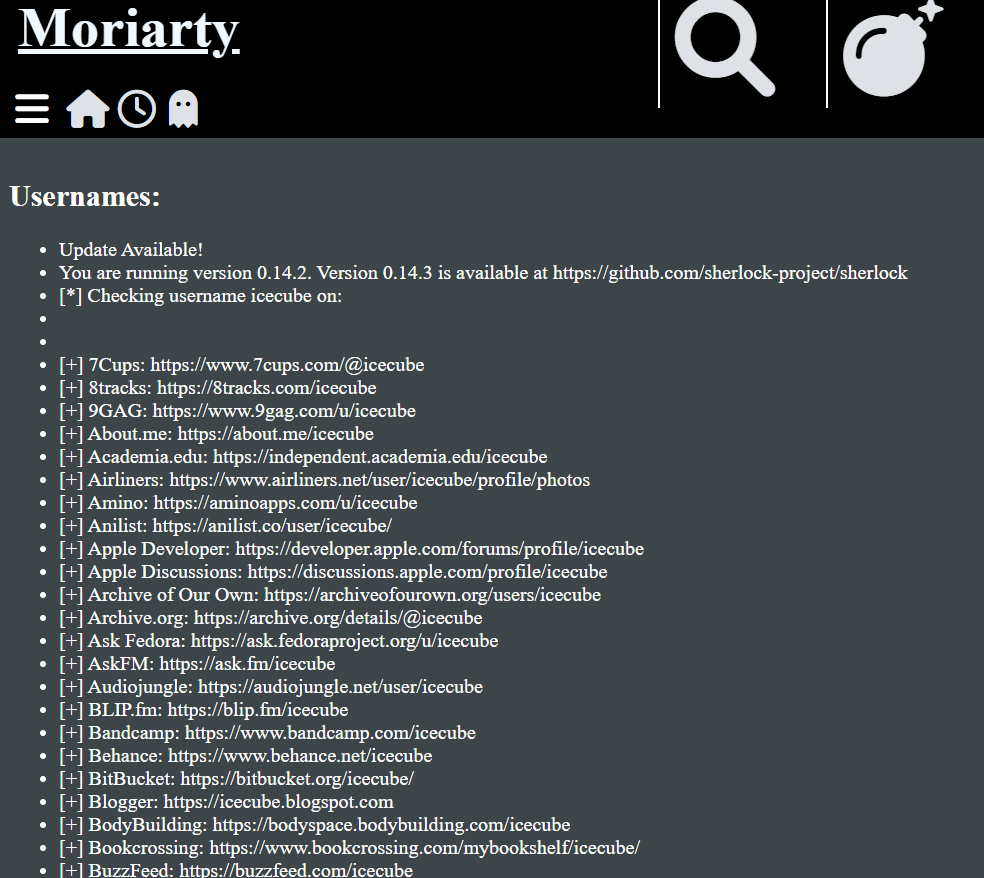 Moriarty
Usernames:
Update Available!
You are running version 0.14.2. Version 0.14.3 is available at https://github.com/sherlock-project/sherlock
[*] Checking username icecube on:
[+] 7Cups: https://www.7cups.com/@icecube
[+] 8tracks: https://8tracks.com/icecube
[+] 9GAG: https://www.9gag.com/u/icecube
[+] About.me: https://about.me/icecube
[+] Academia.edu: https://independent.academia.edu/icecube
[+] Airliners: https://www.airliners.net/user/icecube/profile/photos
[+] Amino: https://aminoapps.com/u/icecube
[+] Anilist: https://anilist.co/user/icecube/
[+] Apple Developer: https://developer.apple.com/forums/profile/icecube
[+] Apple Discussions: https://discussions.apple.com/profile/icecube
[+] Archive of Our Own: https://archiveofourown.org/users/icecube
[+] Archive.org: https://archive.org/details/@icecube
[+] Ask Fedora: https://ask.fedoraproject.org/u/icecube
[+] AskFM: https://ask.fm/icecube
[+] Audiojungle: https://audiojungle.net/user/icecube
[+] BLIP.fm: https://blip.fm/icecube
[+] Bandcamp: https://www.bandcamp.com/icecube
[+] Behance: https://www.behance.net/icecube
[+] BitBucket: https://bitbucket.org/icecube/
[+] Blogger: https://icecube.blogspot.com
[+] BodyBuilding: https://bodyspace.bodybuilding.com/icecube
[+] Bookcrossing: https://www.bookcrossing.com/mybookshelf/icecube/
[+] BuzzFeed: https://buzzfeed.com/icecube